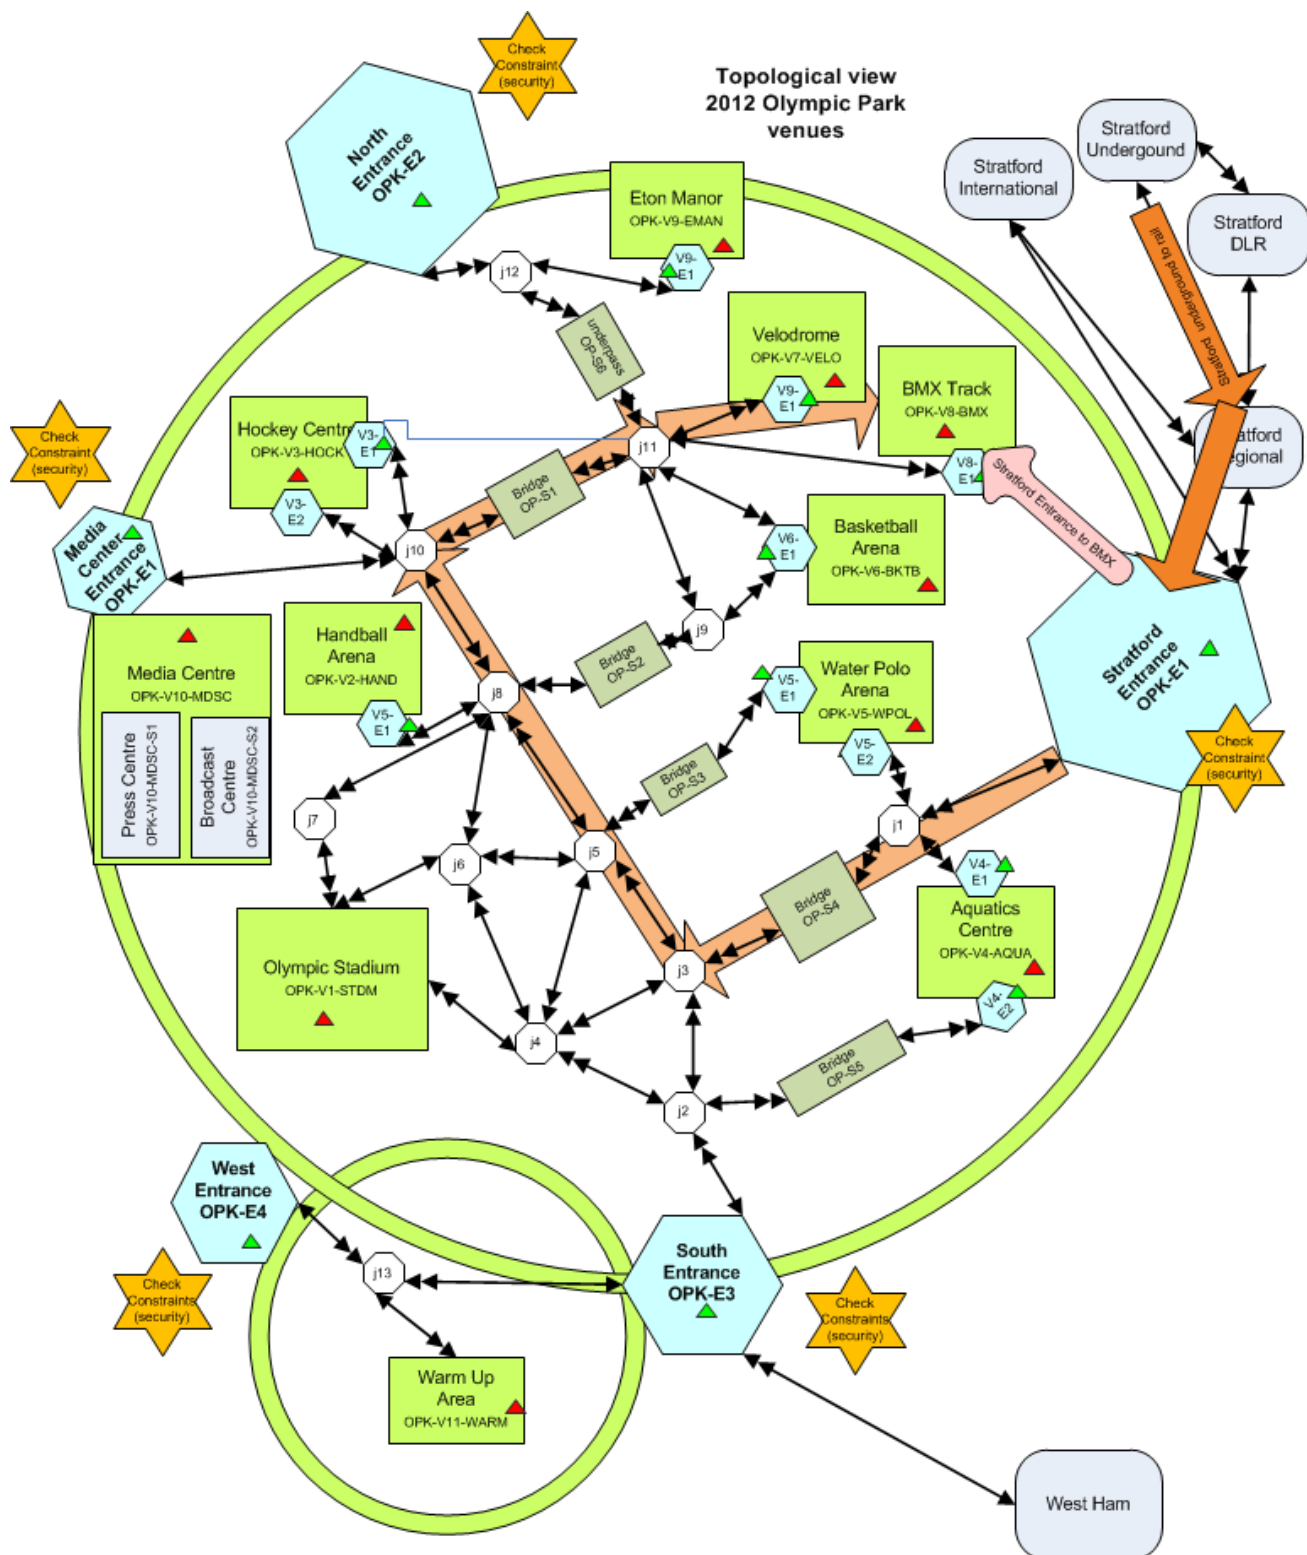 Topological view
2012 Olympic Park
venues
Check
Constraint
(security)
North
Entrance
OPK-E2
Eton Manor
OPK-V9-EMAN
V9-
E1
j12
underpass
OP-S6
Stratford
International
Stratford
Undergound
Stratford
DLR
Stratford underground to rail
Velodrome
OPK-V7-VELO
V9-
E1
BMX Track
OPK-V8-BMX
V8-
E1
Stratford Entrance to BMX
Check
Constraint
(security)
Hockey Centr
OPK-V3-HOCK
V3-
E1
V3-
E2
j11
Bridge
OP-S1
j10
Media
Center
Entrance
OPK-E1
V6-
E1
Basketball
Arena
OPK-V6-BKTB
j9
Bridge
OP-S2
Media Centre
OPK-V10-MDSC
Press Centre
OPK-V10-MDSC-S1
Broadcast
Centre
OPK-V10-MDSC-S2
Handball
Arena
OPK-V2-HAND
V5-
E1
j8
V5-
E1
Water Polo
Arena
OPK-V5-WPOL
V5-
E2
Stratford
Entrance
OPK-E1
Check
Constraint
(security)
Bridge
OP-S3
j7
j6
j5
j1
V4-
E1
Aquatics
Centre
OPK-V4-AQUA
V4-
E2
Bridge
OP-S4
Olympic Stadium
OPK-V1-STDM
j3
j4
Bridge
OP-S5
j2
West
Entrance
OPK-E4
Check
Constraints
(security)
j13
South
Entrance
OPK-E3
Check
Constraints
(security)
Warm Up
Area
OPK-V11-WARM
West Ham